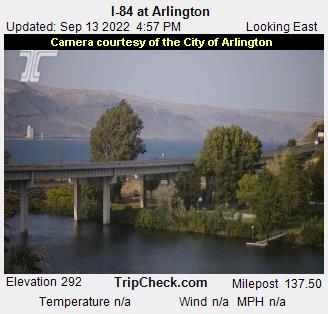 I-84 at Arlington
Updated: Sep 13 2022 4:57 PM Looking East
Camera courtesy of the City of Arlington
Elevation 292 TripCheck.com Milepost 137.50
Temperature n/a Wind n/a MPH n/a